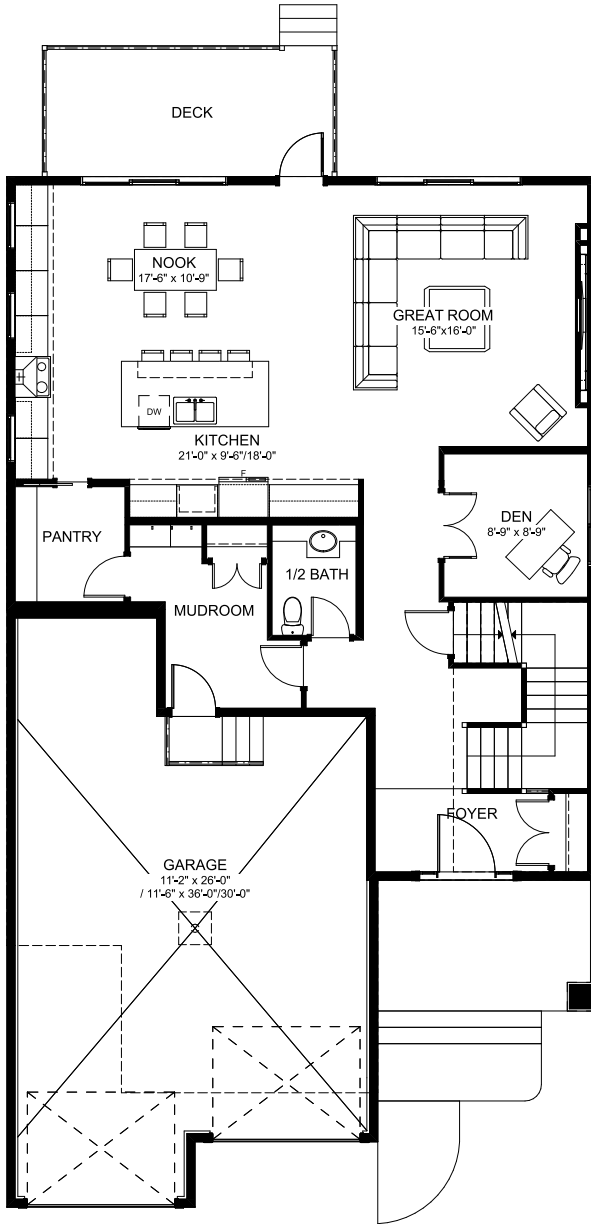 DECK
NOOK
17'-6" x 10'-9"
GREAT ROOM
15'-6"x16'-0"
DW
KITCHEN
21'-0" x 9'-6"/18'-0"
F
PANTRY
DEN
8'-9" x 8'-9"
1/2 BATH
MUDROOM
FOYER
GARAGE
11'-2" x 26'-0"
/ 11'-6" x 36'-0"/30'-0"